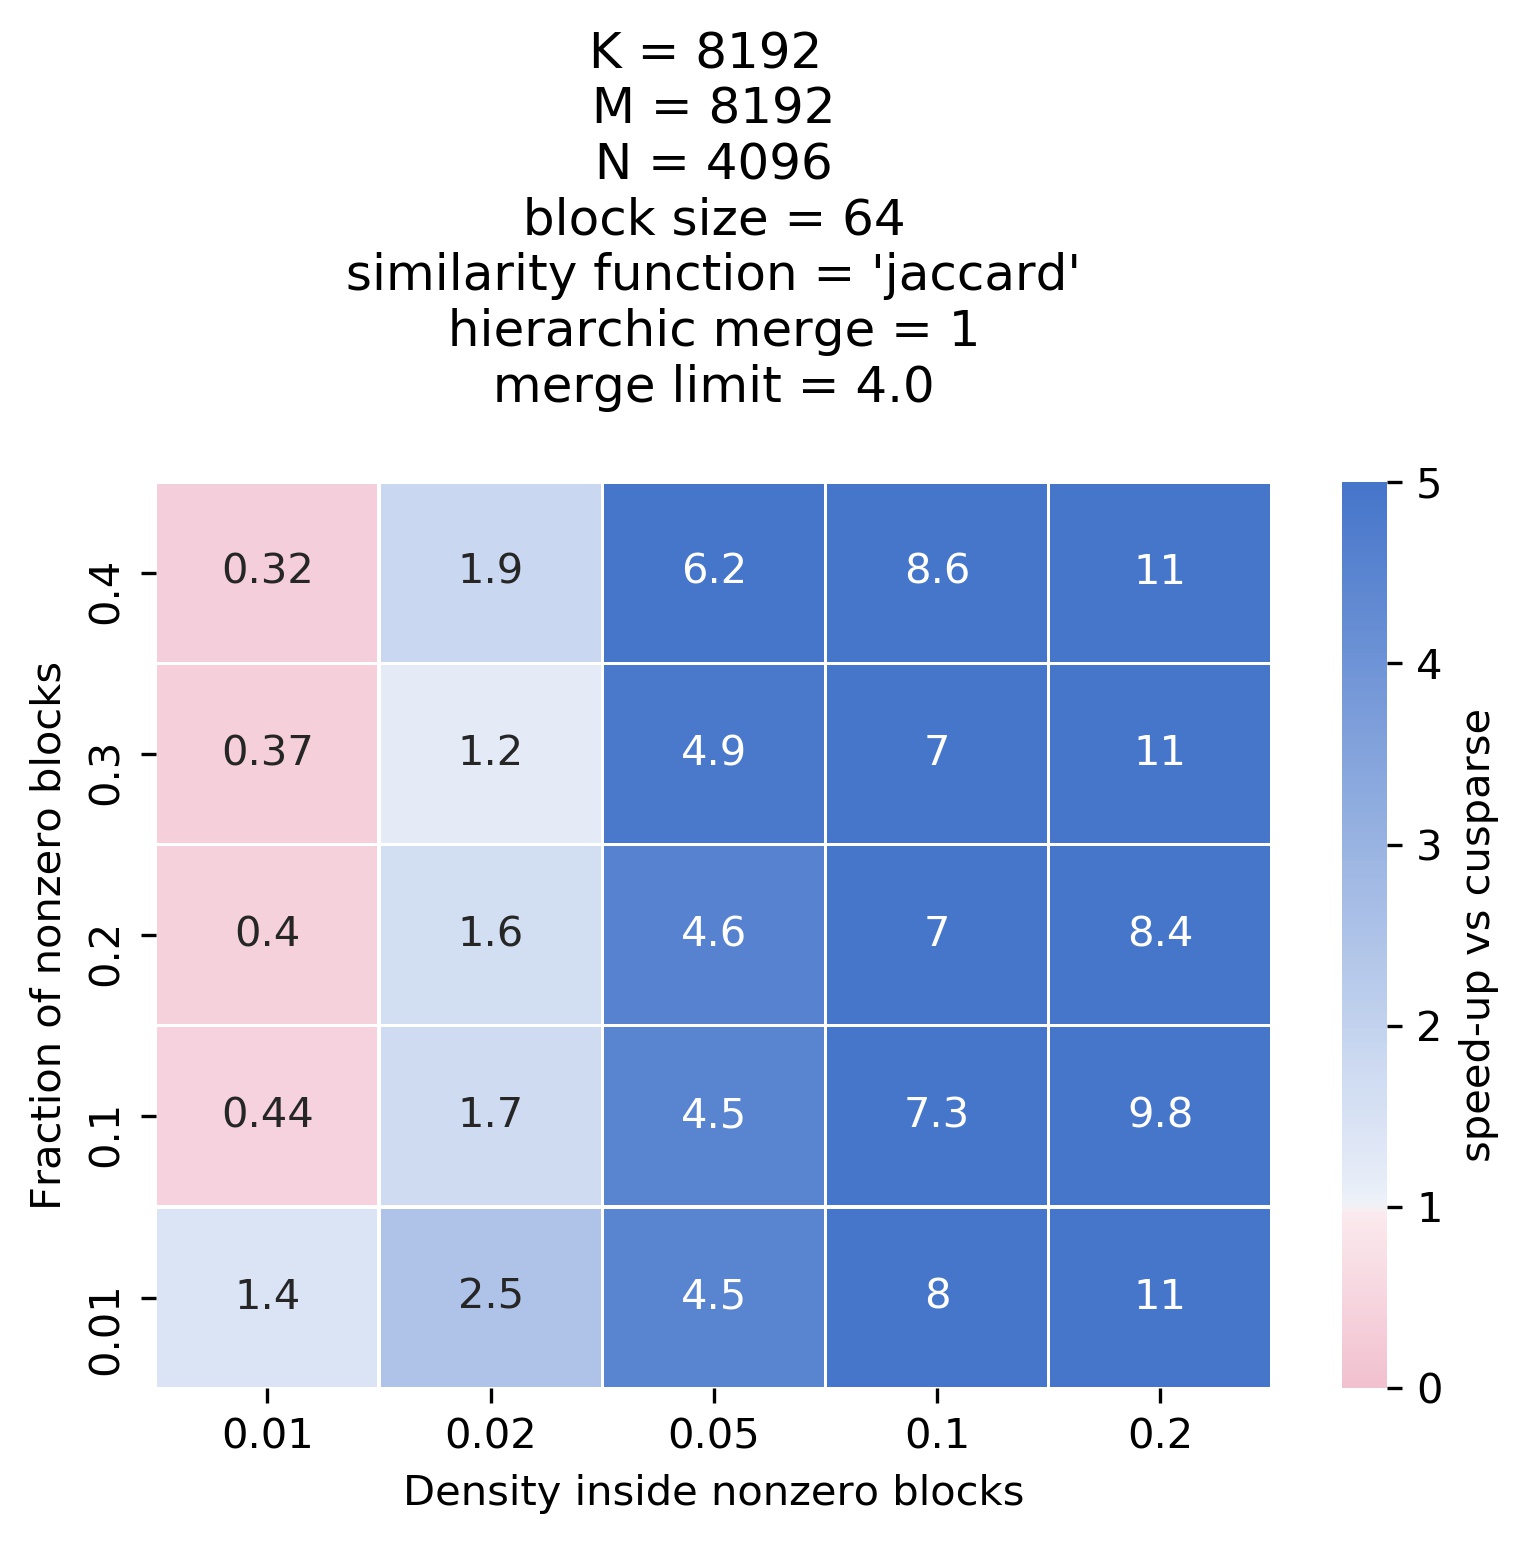 K = 8192
M = 8192
N = 4096
block size = 64
similarity function = 'jaccard'
hierarchic merge = 1
merge limit = 4.0
Fraction of nonzero blocks
0.4
0.32 1.9 6.2 8.6 11
0.3
0.37 1.2 4.9 7 11
0.2
0.4 1.6 4.6 7 8.4
0.1
0.44 1.7 4.5 7.3 9.8
0.01
1.4 2.5 4.5 8 11
0.01 0.02 0.05 0.1 0.2
Density inside nonzero blocks
5
4
3
2
1
0
speed-up vs cusparse